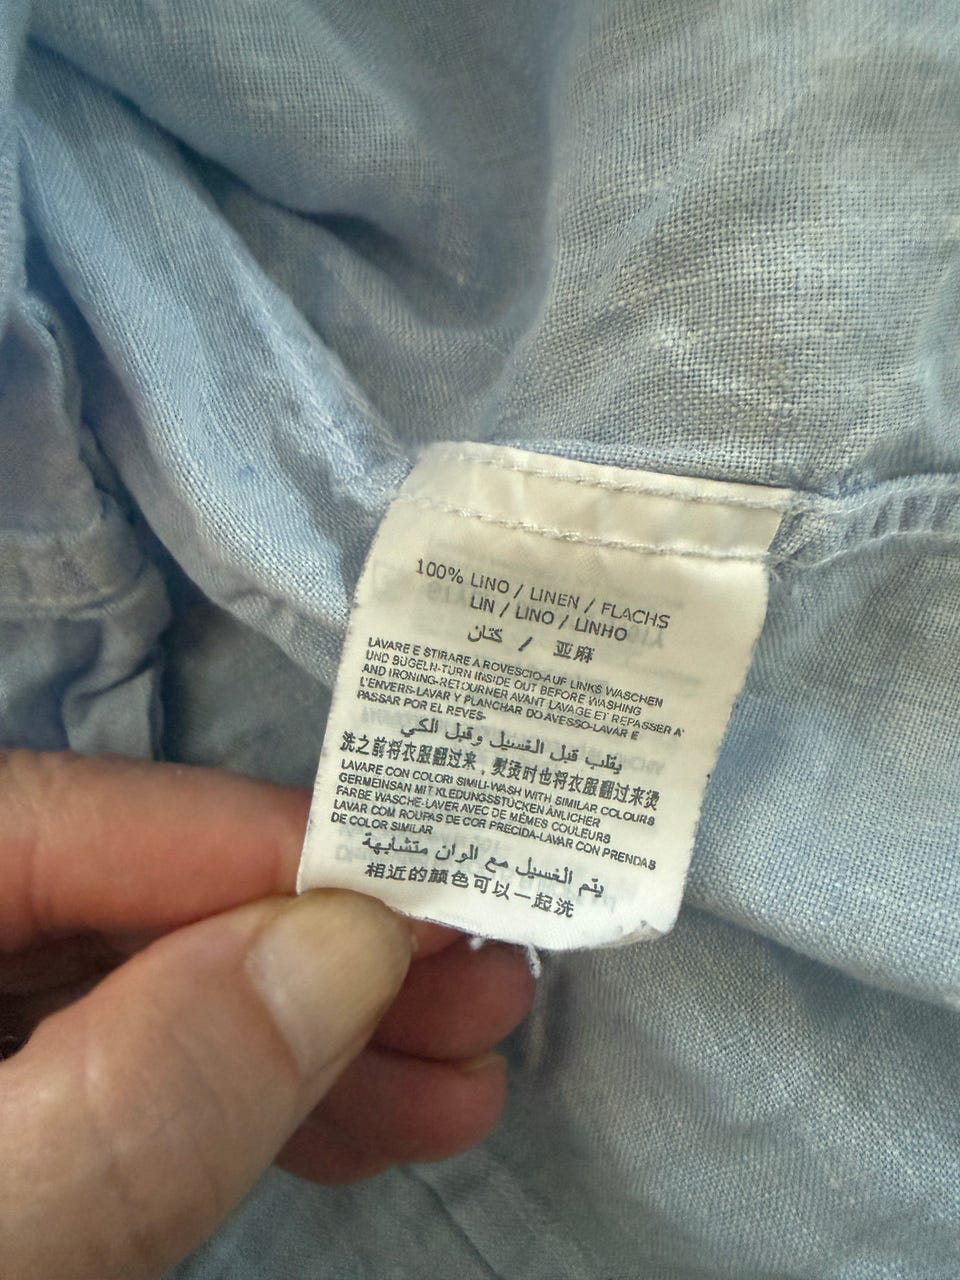 100% LINO / LINEN / FLACHS
LIN / LINO / LINHO
كتان / 亚麻
LAVARE E STIRARE A ROVESCIO-AUF LINKS WASCHEN
UND BÜGELN-TURN INSIDE OUT BEFORE WASHING
AND IRONING-RETOURNER AVANT LAVAGE ET REPASSER A'
L'ENVERS-LAVAR Y PLANCHAR DO AVESSO-LAVAR E
PASSAR POR EL REVES-
يقلب قبل الغسيل وقبل الكي
洗之前将衣服翻过来，熨烫时也将衣服翻过来烫
LAVARE CON COLORI SIMILI-WASH WITH SIMILAR COLOURS
GERMEINSAN MIT KLEDUNGSSTÜCKEN ÄNLICHER
FARBE WASCHE-LAVER AVEC DE MÊMES COULEURS
LAVAR COM ROUPAS DE COR PRECIDA-LAVAR CON PRENDAS
DE COLOR SIMILAR
يتم الغسيل مع الوان متشابهة
相近的颜色可以一起洗